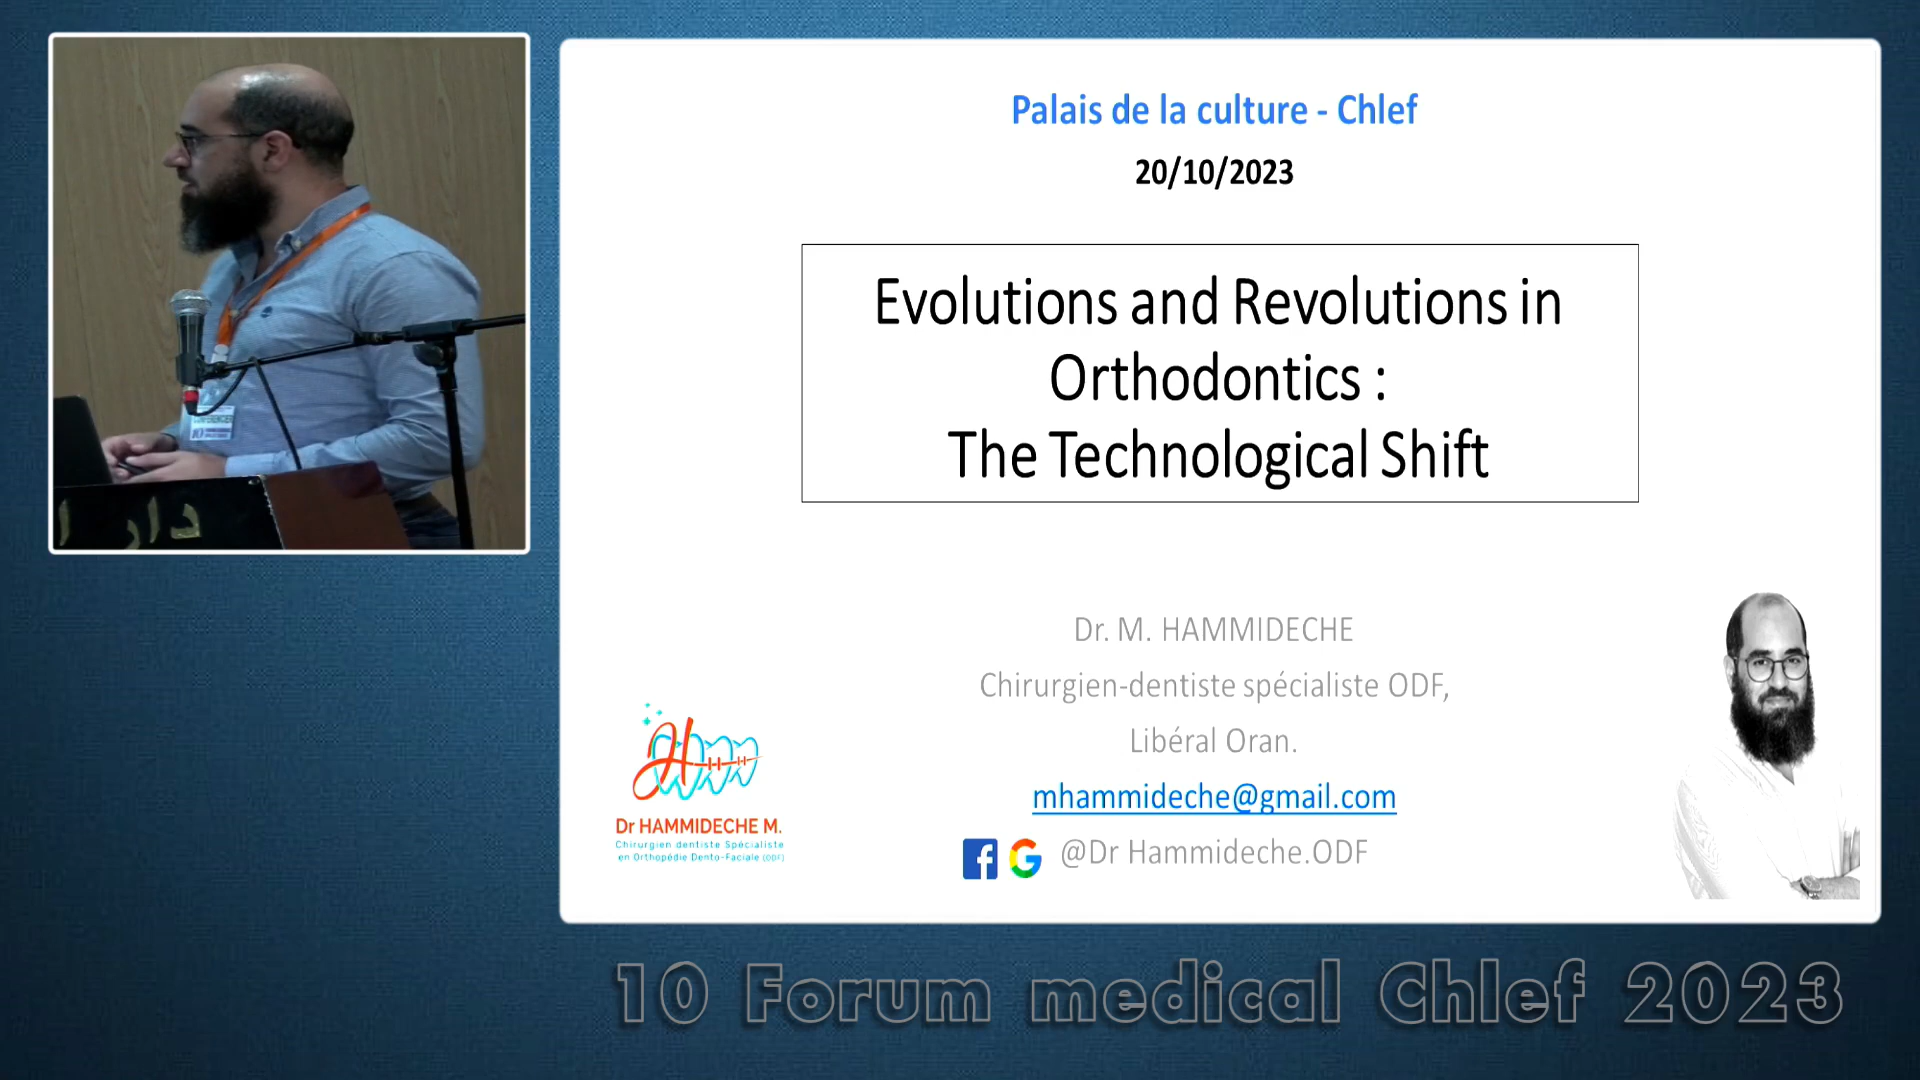 Palais de la culture - Chlef
20/10/2023
Evolutions and Revolutions in
Orthodontics :
The Technological Shift
Dr. M. HAMMIDECHE
Chirurgien-dentiste spécialiste ODF,
Libéral Oran.
mhammideche@gmail.com
@Dr Hammideche.ODF
Dr HAMMIDECHE M.
Chirurgien dentiste Spécialiste
en Orthopédie Dento-Faciale (ODF)
دار
10 Forum medical Chlef 2023